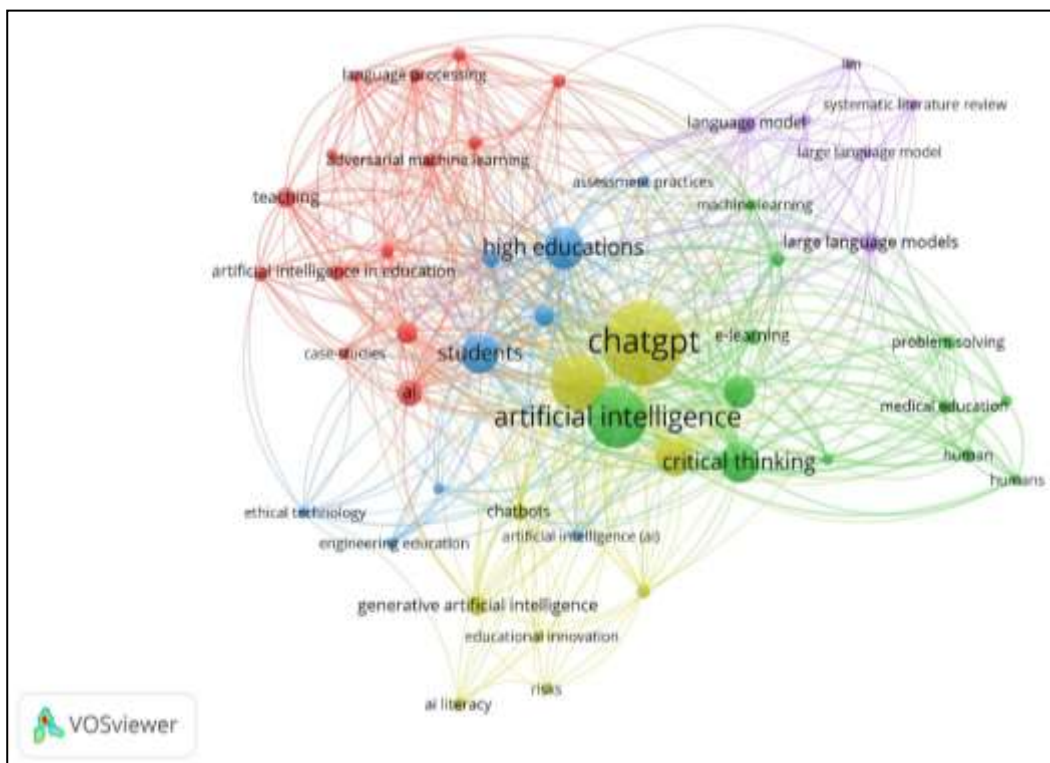 language processing
llm
systematic literature review
language model
adversarial machine learning
large language model
assessment practices
teaching
machine learning
high educations
large language models
artificial intelligence in education
chatgpt
e-learning
problem solving
case-studies
students
ai
medical education
artificial intelligence
critical thinking
human
humans
ethical technology
chatbots
engineering education
artificial intelligence (ai)
generative artificial intelligence
educational innovation
risks
ai literacy
VOSviewer